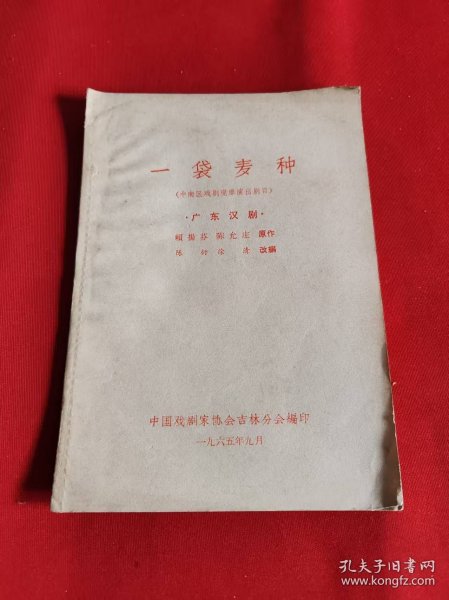 一袋麦种
《中南区戏剧观摩演出剧目》
·广东汉剧·
原作
陈 徐 改编
中国戏剧家协会吉林分会编印
一九六五年九月
孔夫子旧书网
www.kongfz.com